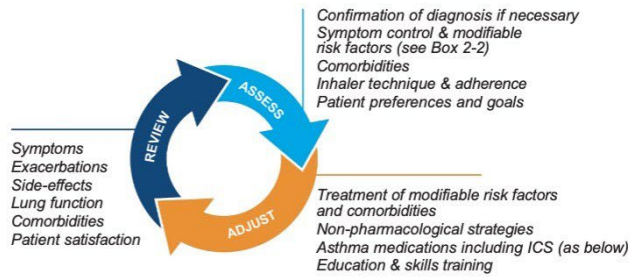 Confirmation of diagnosis if necessary
Symptom control & modifiable
risk factors (see Box 2-2)
Comorbidities
Inhaler technique & adherence
Patient preferences and goals
ASSESS
REVIEW
Symptoms
Exacerbations
Side-effects
Lung function
Comorbidities
Patient satisfaction
ADJUST
Treatment of modifiable risk factors
and comorbidities
Non-pharmacological strategies
Asthma medications including ICS (as below)
Education & skills training